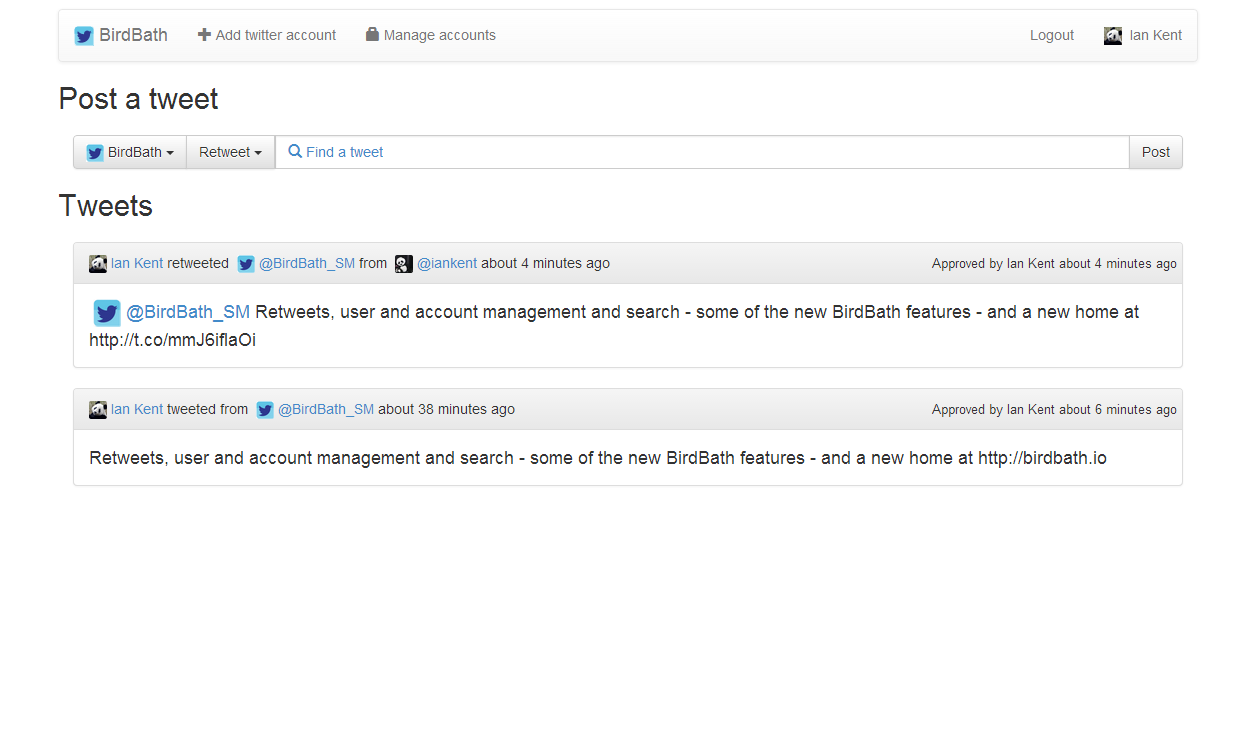 BirdBath Add twitter account Manage accounts Logout Ian Kent
Post a tweet
BirdBath Retweet Find a tweet Post
Tweets
Ian Kent retweeted @BirdBath_SM from @iankent about 4 minutes ago Approved by Ian Kent about 4 minutes ago
@BirdBath_SM Retweets, user and account management and search - some of the new BirdBath features - and a new home at
http://t.co/mmJ6iflaOi
Ian Kent tweeted from @BirdBath_SM about 38 minutes ago Approved by Ian Kent about 6 minutes ago
Retweets, user and account management and search - some of the new BirdBath features - and a new home at http://birdbath.io